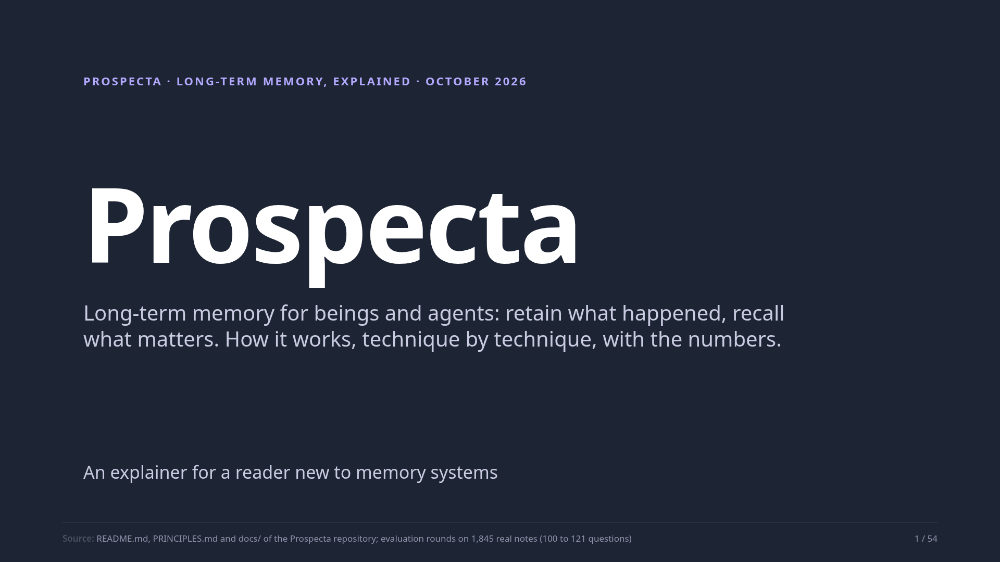 PROSPECTA · LONG-TERM MEMORY, EXPLAINED · OCTOBER 2026
Prospecta
Long-term memory for beings and agents: retain what happened, recall
what matters. How it works, technique by technique, with the numbers.
An explainer for a reader new to memory systems
Source: README.md, PRINCIPLES.md and docs/ of the Prospecta repository; evaluation rounds on 1,845 real notes (100 to 121 questions)
1 / 54